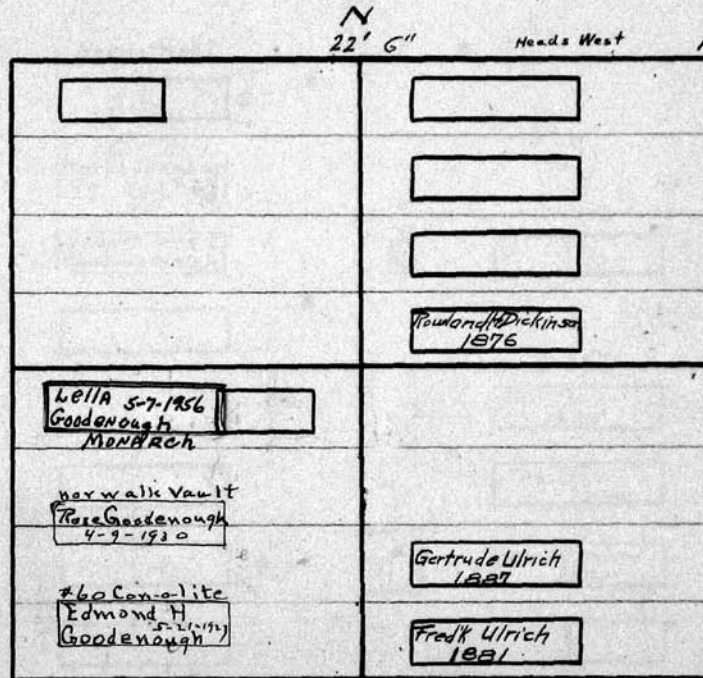 N
22' 6" Heads West
Rowland H Dickinson
1876
Lella 5-7-1956
Goodenough
MONARCH
norwalk Vault
Rose Goodenough
4-9-1930
#60 Con-o-lite
Edmond H
Goodenough
Gertrude Ulrich
1887
Fred'k Ulrich
1881